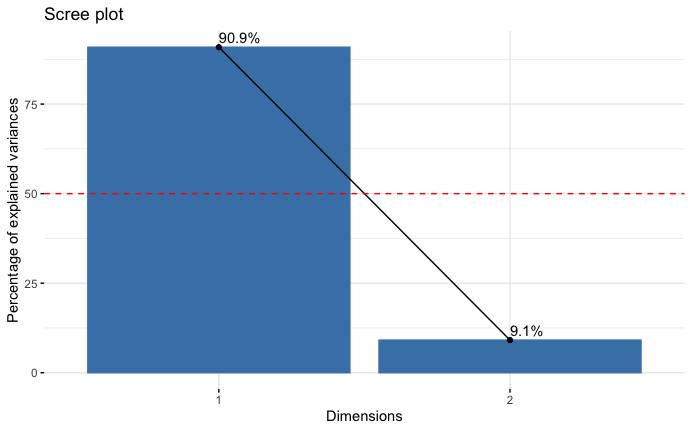 Scree plot
90.9%
9.1%
75
50
25
0
Percentage of explained variances
1
2
Dimensions